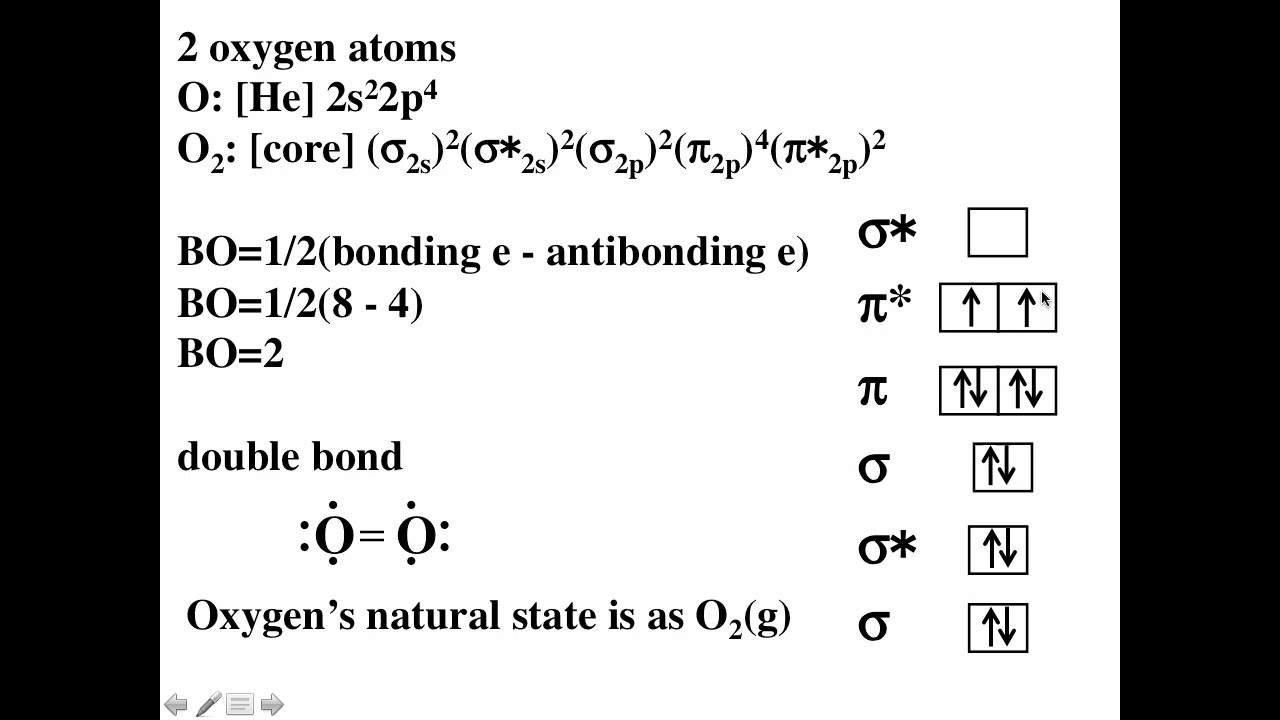 2 oxygen atoms
O: [He] 2s²2p⁴
O₂: [core] (σ₂ₛ)²(σ*₂ₛ)²(σ₂ₚ)²(π₂ₚ)⁴(π*₂ₚ)²
BO=1/2(bonding e - antibonding e)
BO=1/2(8 - 4)
BO=2
double bond
:Ọ̇ = Ọ̇:
Oxygen’s natural state is as O₂(g)
σ*
π* ↑ ↑
π ↑↓ ↑↓
σ ↑↓
σ* ↑↓
σ ↑↓